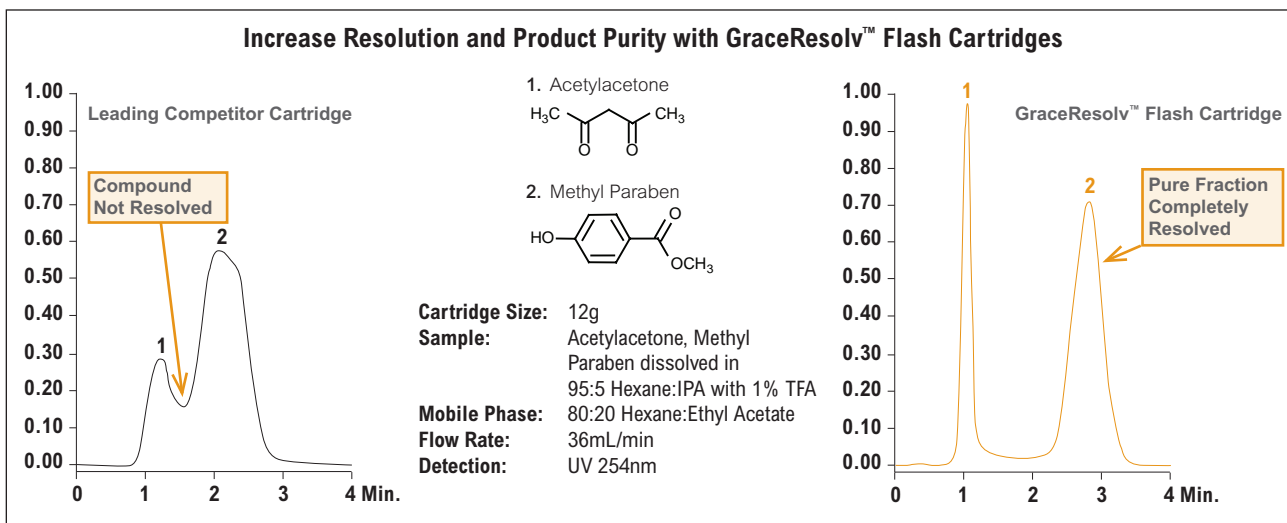 Increase Resolution and Product Purity with GraceResolv™ Flash Cartridges
Leading Competitor Cartridge
1.00
0.90
0.80
0.70
0.60
0.50
0.40
0.30
0.20
0.10
0.00
Compound
Not Resolved
1
2
0
1
2
3
4 Min.
1. Acetylacetone
H₃C
CH₃
O
O
2. Methyl Paraben
HO
O
OCH₃
Cartridge Size: 12g
Sample: Acetylacetone, Methyl
Paraben dissolved in
95:5 Hexane:IPA with 1% TFA
Mobile Phase: 80:20 Hexane:Ethyl Acetate
Flow Rate: 36mL/min
Detection: UV 254nm
GraceResolv™ Flash Cartridge
1.00
0.90
0.80
0.70
0.60
0.50
0.40
0.30
0.20
0.10
0.00
1
2
Pure Fraction
Completely
Resolved
0
1
2
3
4 Min.